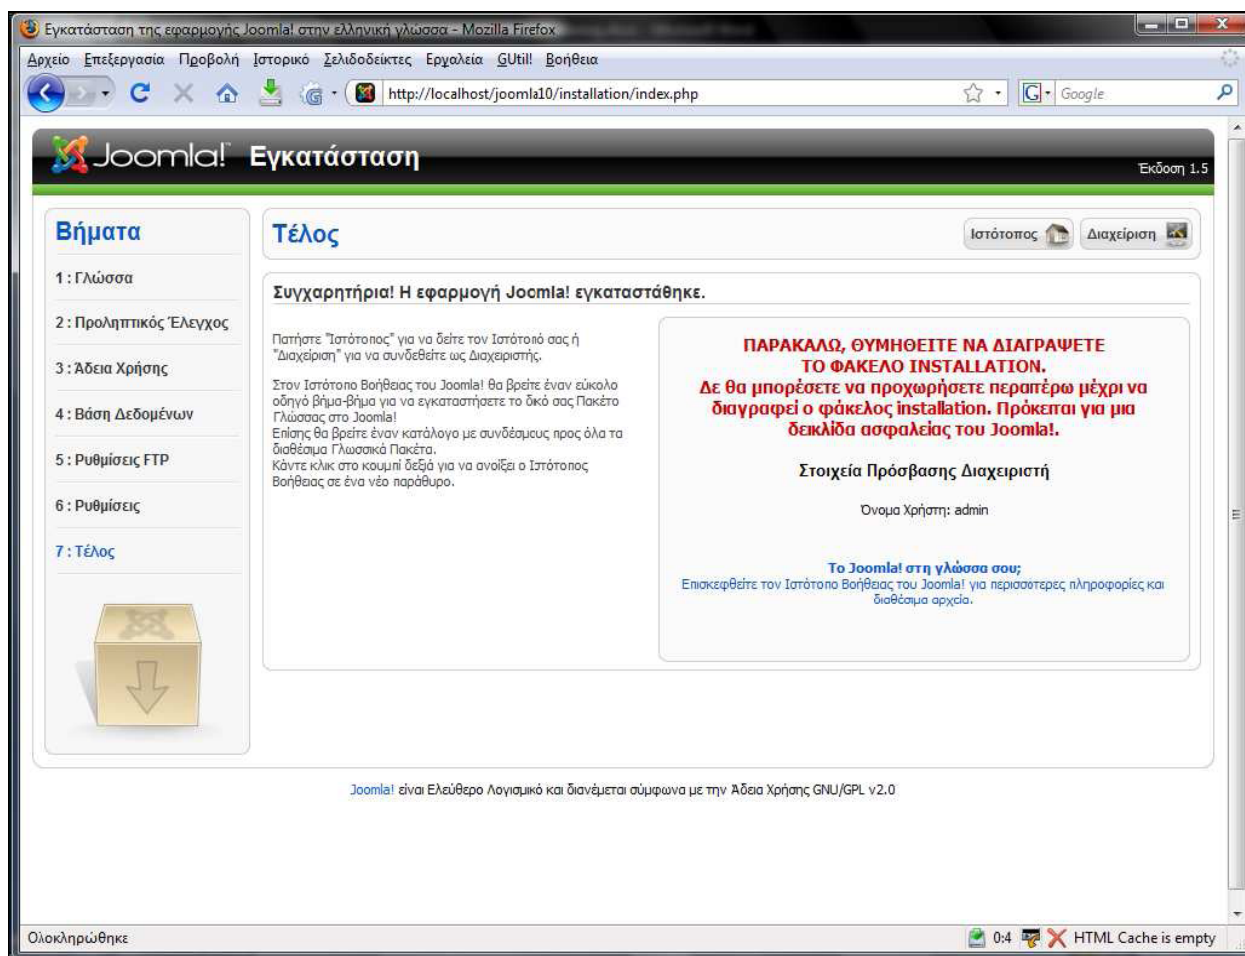 Εγκατάσταση της εφαρμογής Joomla! στην ελληνική γλώσσα - Mozilla Firefox
Αρχείο Επεξεργασία Προβολή Ιστορικό Σελιδοδείκτες Εργαλεία GUtil! Βοήθεια
http://localhost/joomla10/installation/index.php
Google
Joomla! Εγκατάσταση
Έκδοση 1.5
Βήματα
1 : Γλώσσα
2 : Προληπτικός Έλεγχος
3 : Άδεια Χρήσης
4 : Βάση Δεδομένων
5 : Ρυθμίσεις FTP
6 : Ρυθμίσεις
7 : Τέλος
Τέλος
Ιστότοπος
Διαχείριση
Συγχαρητήρια! Η εφαρμογή Joomla! εγκαταστάθηκε.
Πατήστε "Ιστότοπος" για να δείτε τον Ιστότοπό σας ή
"Διαχείριση" για να συνδεθείτε ως Διαχειριστής.
Στον Ιστότοπο Βοήθειας του Joomla! θα βρείτε έναν εύκολο
οδηγό βήμα-βήμα για να εγκαταστήσετε το δικό σας Πακέτο
Γλώσσας στο Joomla!
Επίσης θα βρείτε έναν κατάλογο με συνδέσμους προς όλα τα
διαθέσιμα Γλωσσικά Πακέτα.
Κάντε κλικ στο κουμπί δεξιά για να ανοίξει ο Ιστότοπος
Βοήθειας σε ένα νέο παράθυρο.
ΠΑΡΑΚΑΛΩ, ΘΥΜΗΘΕΙΤΕ ΝΑ ΔΙΑΓΡΑΨΕΤΕ
ΤΟ ΦΑΚΕΛΟ INSTALLATION.
Δε θα μπορέσετε να προχωρήσετε περαιτέρω μέχρι να
διαγραφεί ο φάκελος installation. Πρόκειται για μια
δεικλίδα ασφαλείας του Joomla!.
Στοιχεία Πρόσβασης Διαχειριστή
Όνομα Χρήστη: admin
Το Joomla! στη γλώσσα σου;
Επισκεφθείτε τον Ιστότοπο Βοήθειας του Joomla! για περισσότερες πληροφορίες και
διαθέσιμα αρχεία.
Joomla! είναι Ελεύθερο Λογισμικό και διανέμεται σύμφωνα με την Άδεια Χρήσης GNU/GPL v2.0
Ολοκληρώθηκε
0:4
HTML Cache is empty